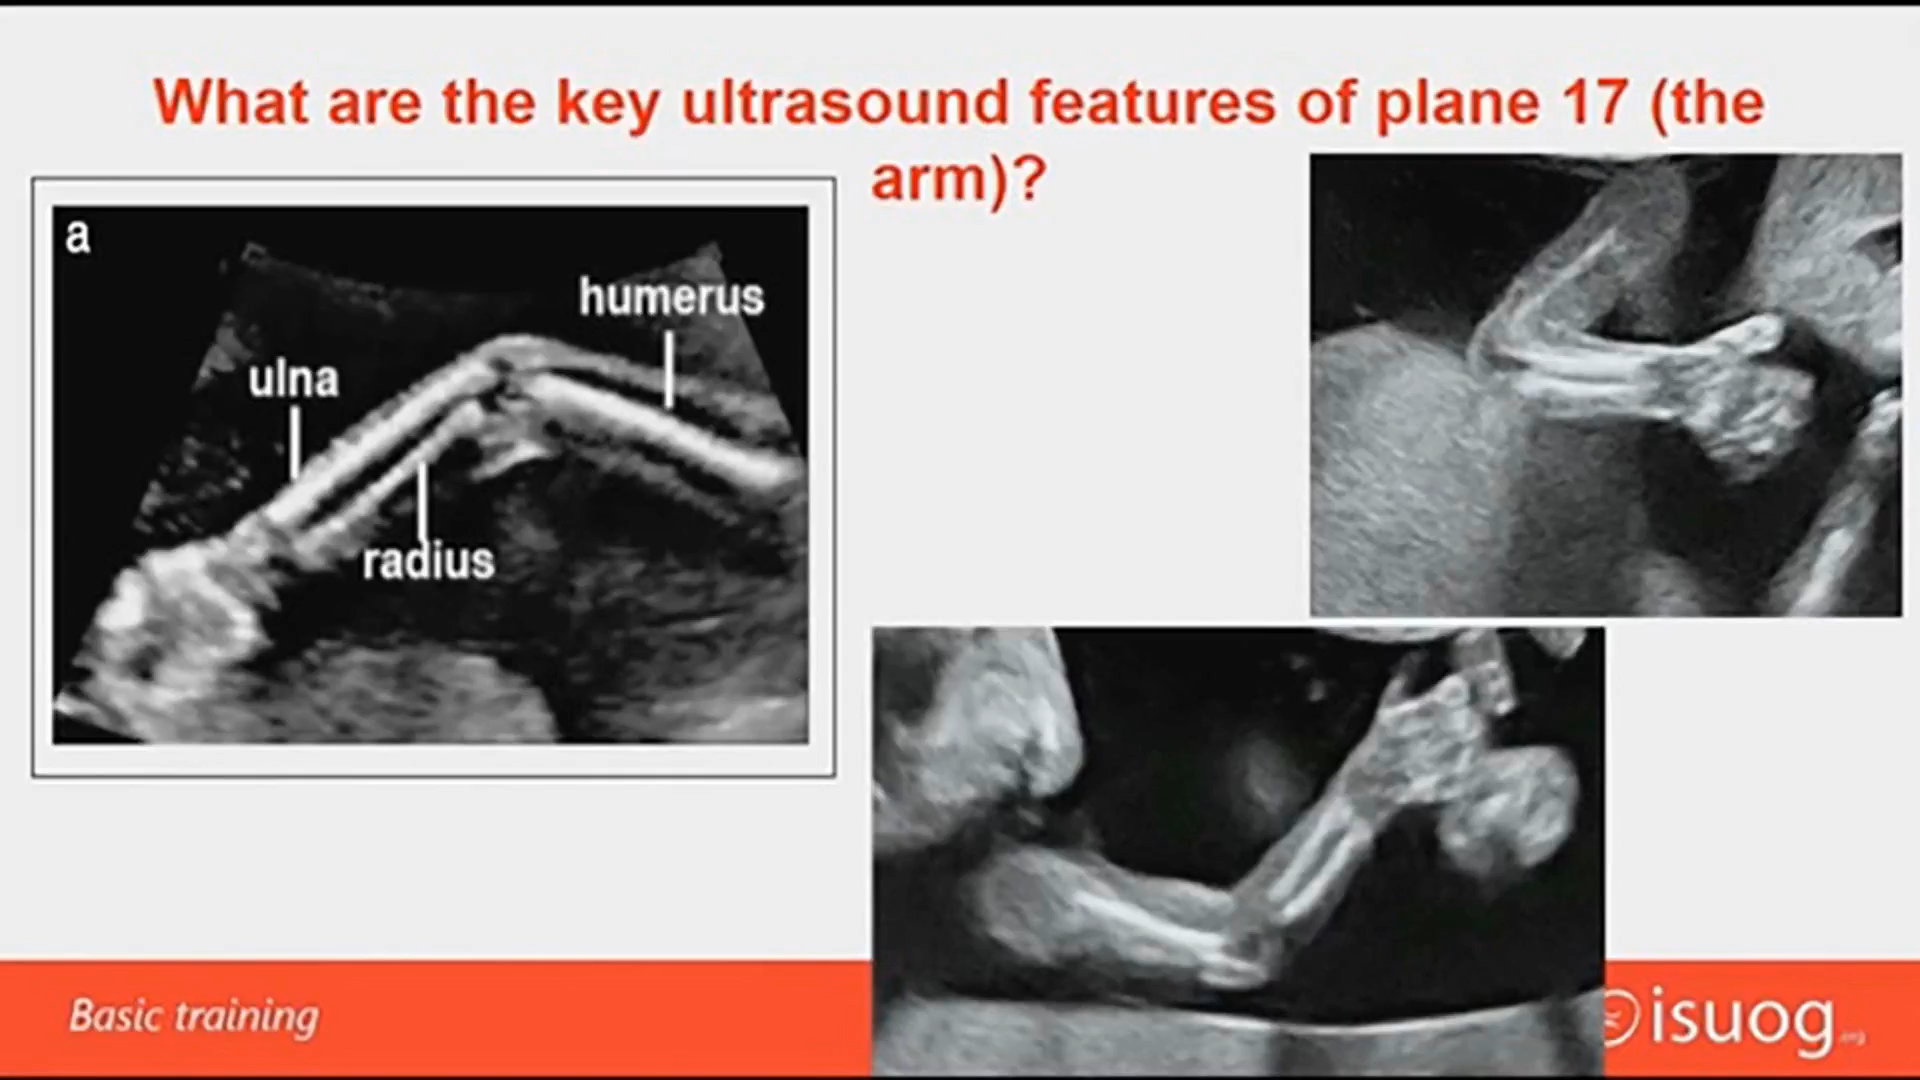 What are the key ultrasound features of plane 17 (the
arm)?
a
humerus
ulna
radius
Basic training
isuog